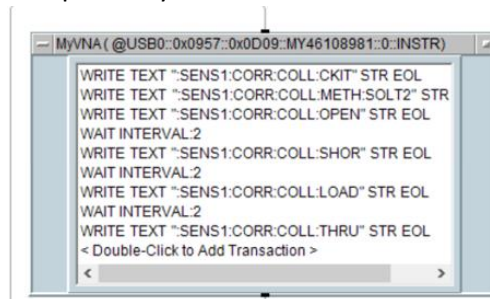 MyVNA ( @USB0::0x0957::0x0D09::MY46108981::0::INSTR)
WRITE TEXT ":SENS1:CORR:COLL:CKIT" STR EOL
WRITE TEXT ":SENS1:CORR:COLL:METH:SOLT2" STR
WRITE TEXT ":SENS1:CORR:COLL:OPEN" STR EOL
WAIT INTERVAL:2
WRITE TEXT ":SENS1:CORR:COLL:SHOR" STR EOL
WAIT INTERVAL:2
WRITE TEXT ":SENS1:CORR:COLL:LOAD" STR EOL
WAIT INTERVAL:2
WRITE TEXT ":SENS1:CORR:COLL:THRU" STR EOL
< Double-Click to Add Transaction >